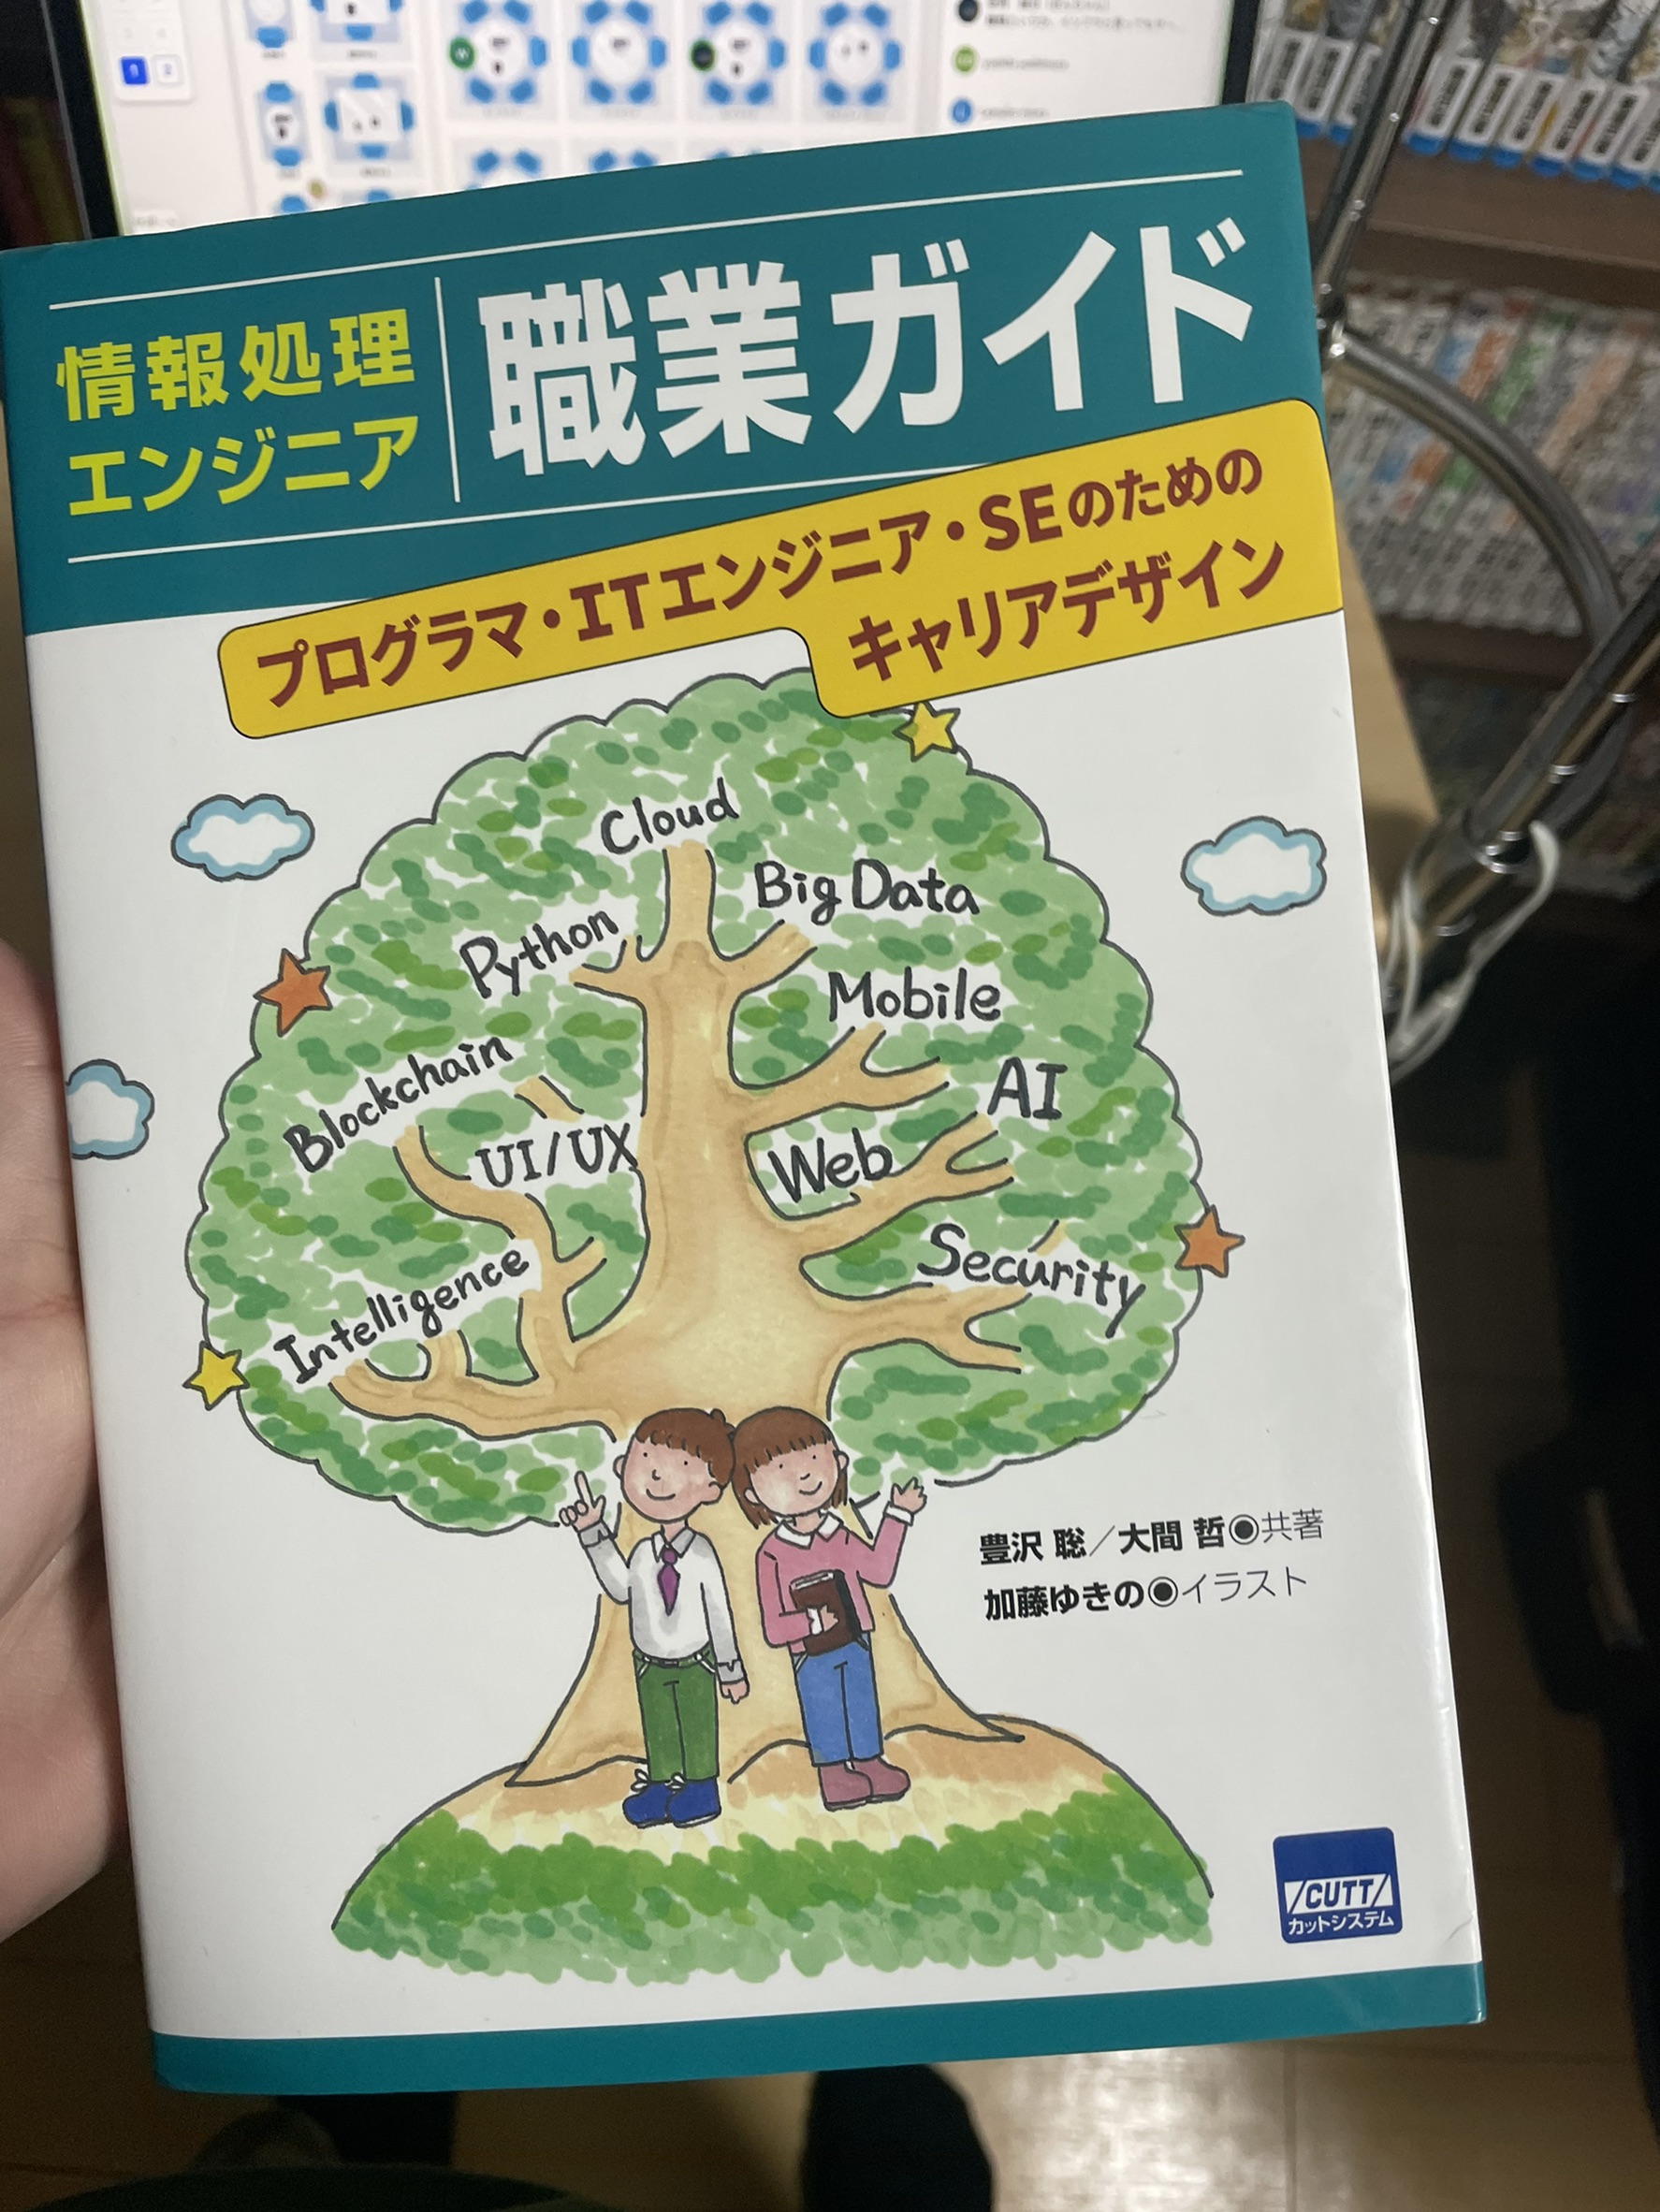 情報処理
エンジニア
職業ガイド
プログラマ・ITエンジニア・SEのための
キャリアデザイン
Cloud
Big Data
Python
Mobile
Blockchain
AI
UI/UX
Web
Security
Intelligence
豊沢 聡／大間 哲◉共著
加藤ゆきの◉イラスト
CUTT
カットシステム